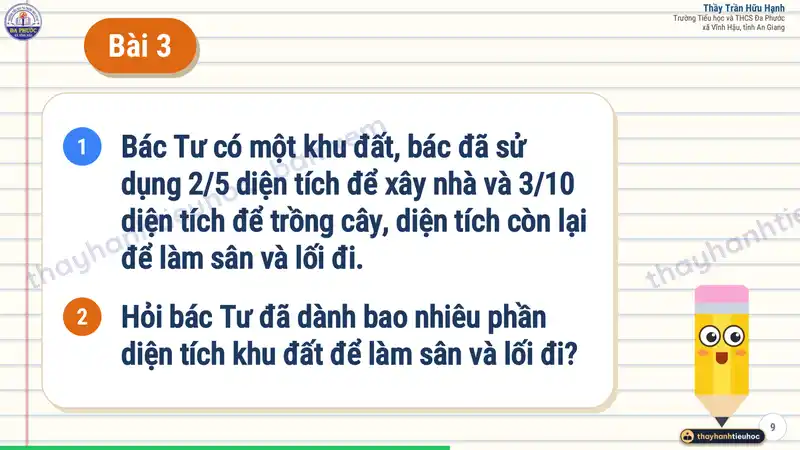 Thầy Trần Hữu Hạnh
Trường Tiểu học và THCS Đa Phước
xã Vĩnh Hậu, tỉnh An Giang
ĐA PHƯỚC
Bài 3
1
Bác Tư có một khu đất, bác đã sử
dụng 2/5 diện tích để xây nhà và 3/10
diện tích để trồng cây, diện tích còn lại
để làm sân và lối đi.
2
Hỏi bác Tư đã dành bao nhiêu phần
diện tích khu đất để làm sân và lối đi?
thayhanhtieuhoc
9